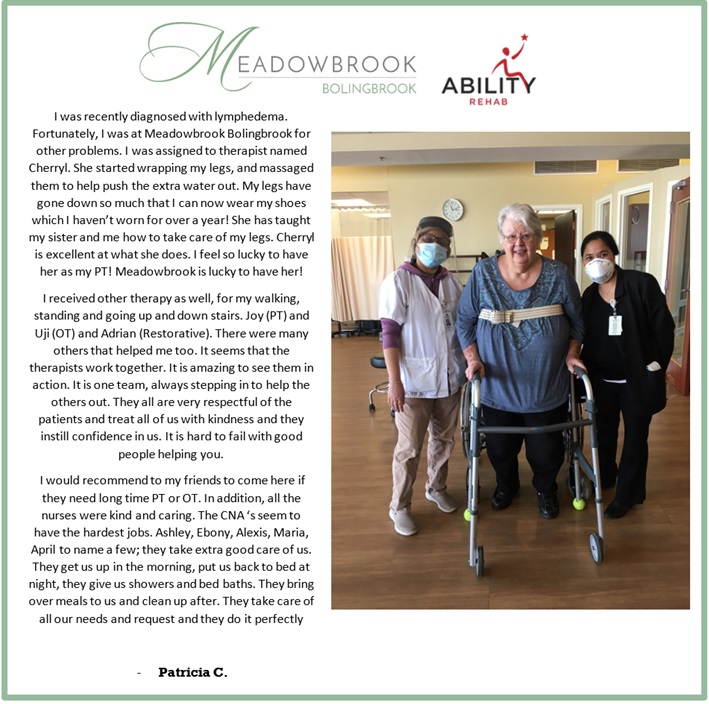 MEADOWBROOK
BOLINGBROOK
ABILITY
REHAB
I was recently diagnosed with lymphedema.
Fortunately, I was at Meadowbrook Bolingbrook for
other problems. I was assigned to therapist named
Cherryl. She started wrapping my legs, and massaged
them to help push the extra water out. My legs have
gone down so much that I can now wear my shoes
which I haven’t worn for over a year! She has taught
my sister and me how to take care of my legs. Cherryl
is excellent at what she does. I feel so lucky to have
her as my PT! Meadowbrook is lucky to have her!
I received other therapy as well, for my walking,
standing and going up and down stairs. Joy (PT) and
Uji (OT) and Adrian (Restorative). There were many
others that helped me too. It seems that the
therapists work together. It is amazing to see them in
action. It is one team, always stepping in to help the
others out. They all are very respectful of the
patients and treat all of us with kindness and they
instill confidence in us. It is hard to fail with good
people helping you.
I would recommend to my friends to come here if
they need long time PT or OT. In addition, all the
nurses were kind and caring. The CNA ‘s seem to
have the hardest jobs. Ashley, Ebony, Alexis, Maria,
April to name a few; they take extra good care of us.
They get us up in the morning, put us back to bed at
night, they give us showers and bed baths. They bring
over meals to us and clean up after. They take care of
all our needs and request and they do it perfectly
- Patricia C.